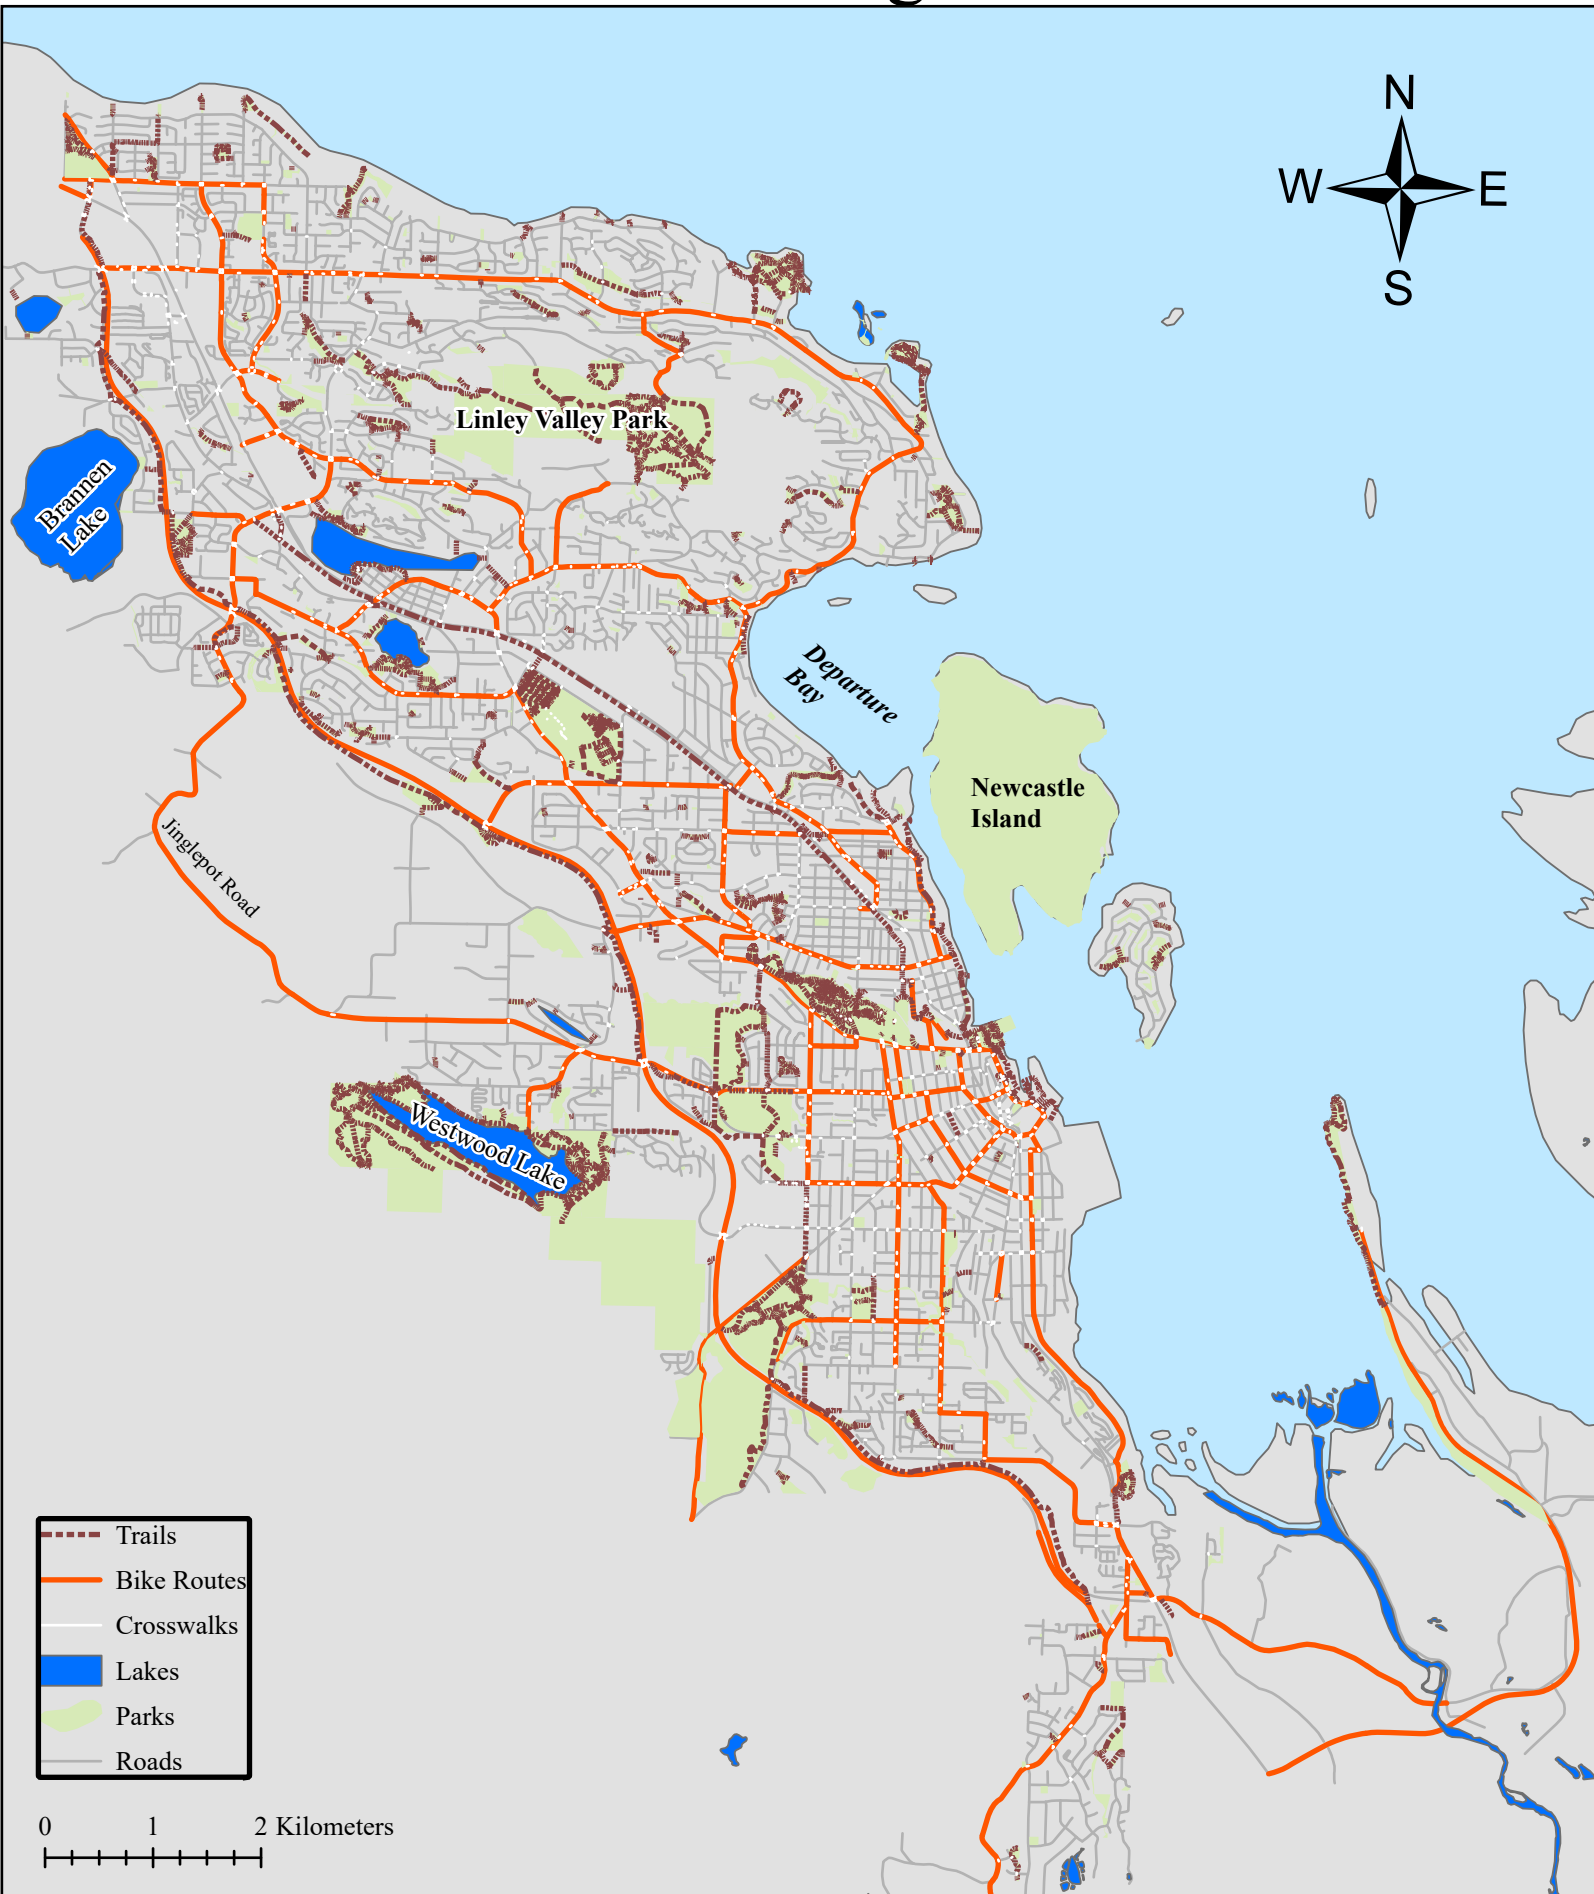 N
W E
S
Linley Valley Park
Brannen
Lake
Departure
Bay
Newcastle
Island
Jinglepot Road
Westwood Lake
Trails
Bike Routes
Crosswalks
Lakes
Parks
Roads
0 1 2 Kilometers